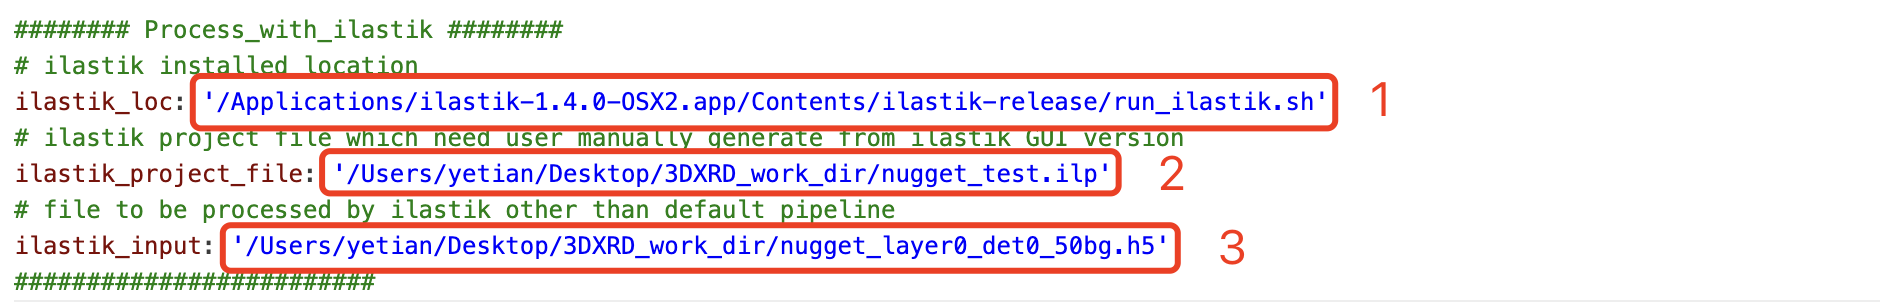 ######## Process_with_ilastik ########
# ilastik installed location
ilastik_loc: '/Applications/ilastik-1.4.0-OSX2.app/Contents/ilastik-release/run_ilastik.sh' 1
# ilastik project file which need user manually generate from ilastik GUI version
ilastik_project_file: '/Users/yetian/Desktop/3DXRD_work_dir/nugget_test.ilp' 2
# file to be processed by ilastik other than default pipeline
ilastik_input: '/Users/yetian/Desktop/3DXRD_work_dir/nugget_layer0_det0_50bg.h5' 3
#########################